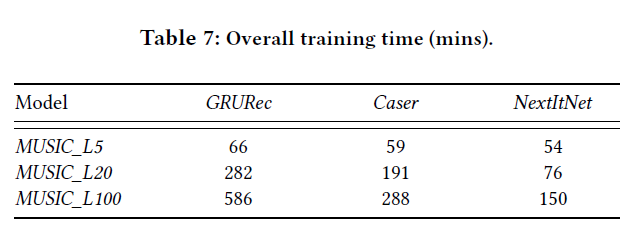 Table 7: Overall training time (mins).
Model GRURec Caser NextItNet
MUSIC_L5 66 59 54
MUSIC_L20 282 191 76
MUSIC_L100 586 288 150